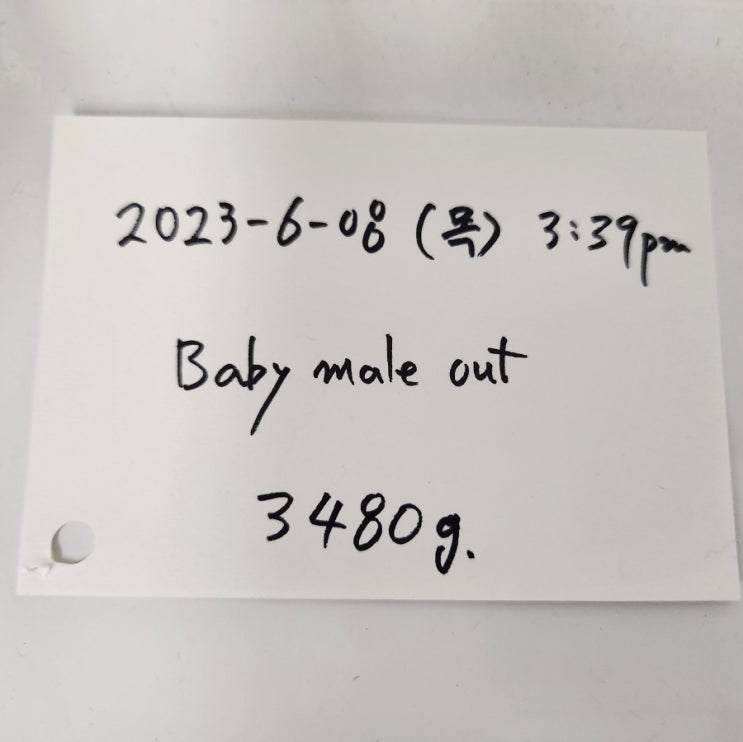 2023-6-08 (목) 3:39pm
Baby male out
3480g.